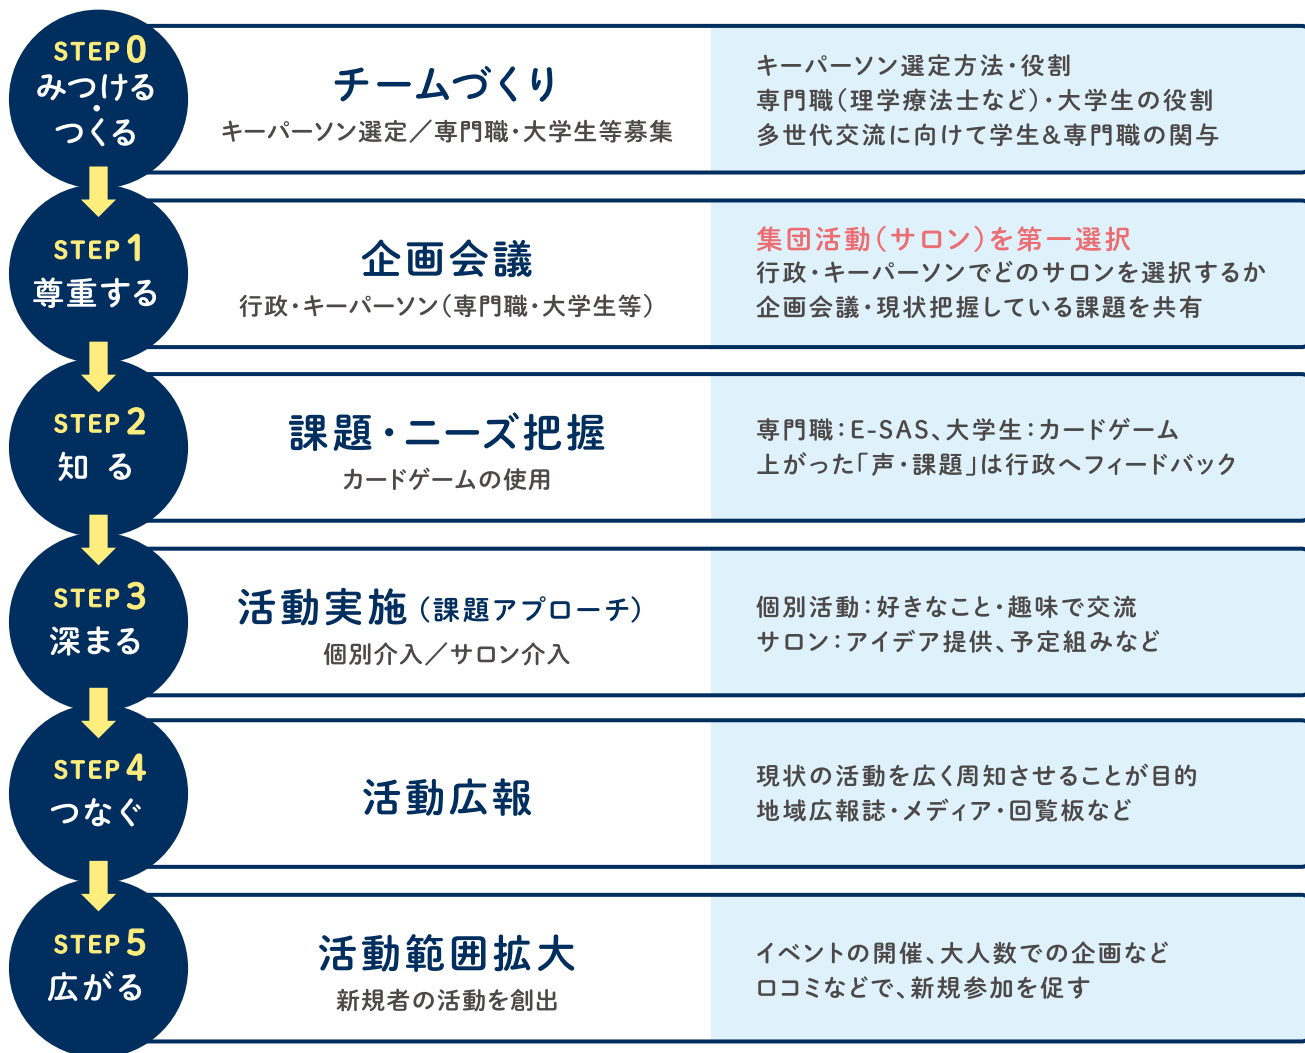 STEP0
みつける
・
つくる
チームづくり
キーパーソン選定／専門職・大学生等募集
キーパーソン選定方法・役割
専門職（理学療法士など）・大学生の役割
多世代交流に向けて学生&専門職の関与
STEP1
尊重する
企画会議
行政・キーパーソン（専門職・大学生等）
集団活動（サロン）を第一選択
行政・キーパーソンでどのサロンを選択するか
企画会議・現状把握している課題を共有
STEP2
知る
課題・ニーズ把握
カードゲームの使用
専門職：E-SAS、大学生：カードゲーム
上がった「声・課題」は行政へフィードバック
STEP3
深まる
活動実施（課題アプローチ）
個別介入／サロン介入
個別活動：好きなこと・趣味で交流
サロン：アイデア提供、予定組みなど
STEP4
つなぐ
活動広報
現状の活動を広く周知させることが目的
地域広報誌・メディア・回覧板など
STEP5
広がる
活動範囲拡大
新規者の活動を創出
イベントの開催、大人数での企画など
口コミなどで、新規参加を促す